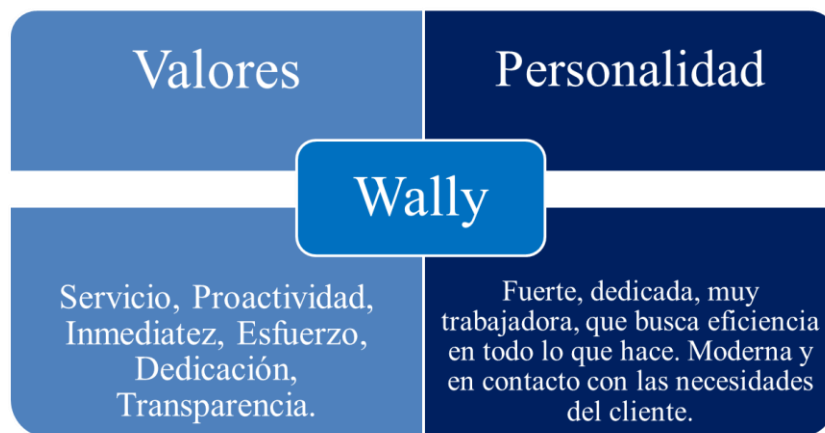 Valores
Personalidad
Wally
Servicio, Proactividad,
Inmediatez, Esfuerzo,
Dedicación,
Transparencia.
Fuerte, dedicada, muy
trabajadora, que busca eficiencia
en todo lo que hace. Moderna y
en contacto con las necesidades
del cliente.